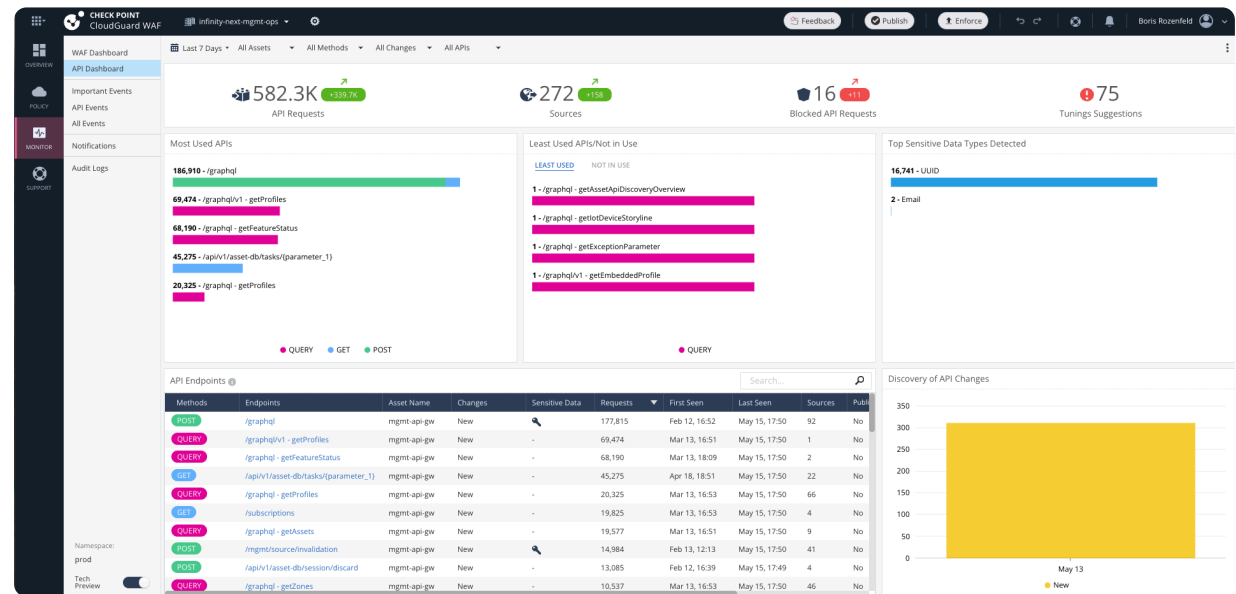 CHECK POINT
CloudGuard WAF
infinity-next-mgmt-ops
Feedback
Publish
Enforce
Boris Rozenfeld
OVERVIEW
POLICY
MONITOR
SUPPORT
WAF Dashboard
API Dashboard
Important Events
API Events
All Events
Notifications
Audit Logs
Namespace:
prod
Tech
Preview
Last 7 Days All Assets All Methods All Changes All APIs
582.3K +339.7K
API Requests
272 +158
Sources
16 +11
Blocked API Requests
75
Tunings Suggestions
Most Used APIs
186,910 - /graphql
69,474 - /graphql/v1 - getProfiles
68,190 - /graphql - getFeatureStatus
45,275 - /api/v1/asset-db/tasks/{parameter_1}
20,325 - /graphql - getProfiles
QUERY GET POST
Least Used APIs/Not in Use
LEAST USED NOT IN USE
1 - /graphql - getAssetApiDiscoveryOverview
1 - /graphql - getIotDeviceStoryline
1 - /graphql - getExceptionParameter
1 - /graphql/v1 - getEmbeddedProfile
QUERY
Top Sensitive Data Types Detected
16,741 - UUID
2 - Email
API Endpoints
Search...
Methods Endpoints Asset Name Changes Sensitive Data Requests First Seen Last Seen Sources Publi
POST /graphql mgmt-api-gw New 177,815 Feb 12, 16:52 May 15, 17:50 92 No
QUERY /graphql/v1 - getProfiles mgmt-api-gw New - 69,474 Mar 13, 16:51 May 15, 17:50 1 No
QUERY /graphql - getFeatureStatus mgmt-api-gw New - 68,190 Mar 13, 18:09 May 15, 17:50 2 No
GET /api/v1/asset-db/tasks/{parameter_1} mgmt-api-gw New - 45,275 Apr 18, 18:51 May 15, 17:50 22 No
QUERY /graphql - getProfiles mgmt-api-gw New - 20,325 Mar 13, 16:53 May 15, 17:50 66 No
GET /subscriptions mgmt-api-gw New - 19,825 Mar 13, 16:53 May 15, 17:50 4 No
QUERY /graphql - getAssets mgmt-api-gw New - 19,577 Mar 13, 16:51 May 15, 17:50 9 No
POST /mgmt/source/invalidation mgmt-api-gw New 14,984 Feb 13, 12:13 May 15, 17:50 41 No
POST /api/v1/asset-db/session/discard mgmt-api-gw New - 13,085 Feb 12, 16:39 May 15, 17:49 4 No
QUERY /graphql - getZones mgmt-api-gw New - 10,537 Mar 13, 16:53 May 15, 17:50 46 No
Discovery of API Changes
350
300
250
200
150
100
50
0
May 13
New